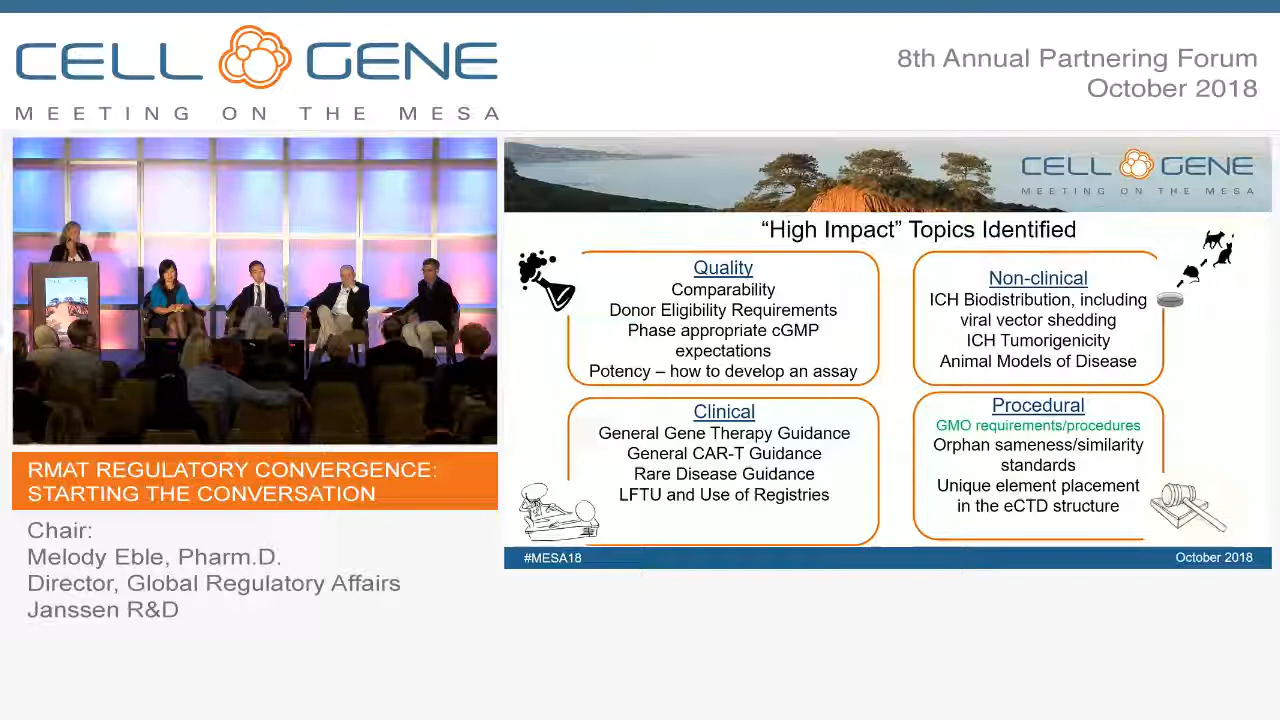 CELL GENE
MEETING ON THE MESA
8th Annual Partnering Forum
October 2018
CELL GENE
MEETING ON THE MESA
“High Impact” Topics Identified
Quality
Comparability
Donor Eligibility Requirements
Phase appropriate cGMP
expectations
Potency – how to develop an assay
Non-clinical
ICH Biodistribution, including
viral vector shedding
ICH Tumorigenicity
Animal Models of Disease
Clinical
General Gene Therapy Guidance
General CAR-T Guidance
Rare Disease Guidance
LFTU and Use of Registries
Procedural
GMO requirements/procedures
Orphan sameness/similarity
standards
Unique element placement
in the eCTD structure
#MESA18
October 2018
RMAT REGULATORY CONVERGENCE:
STARTING THE CONVERSATION
Chair:
Melody Eble, Pharm.D.
Director, Global Regulatory Affairs
Janssen R&D